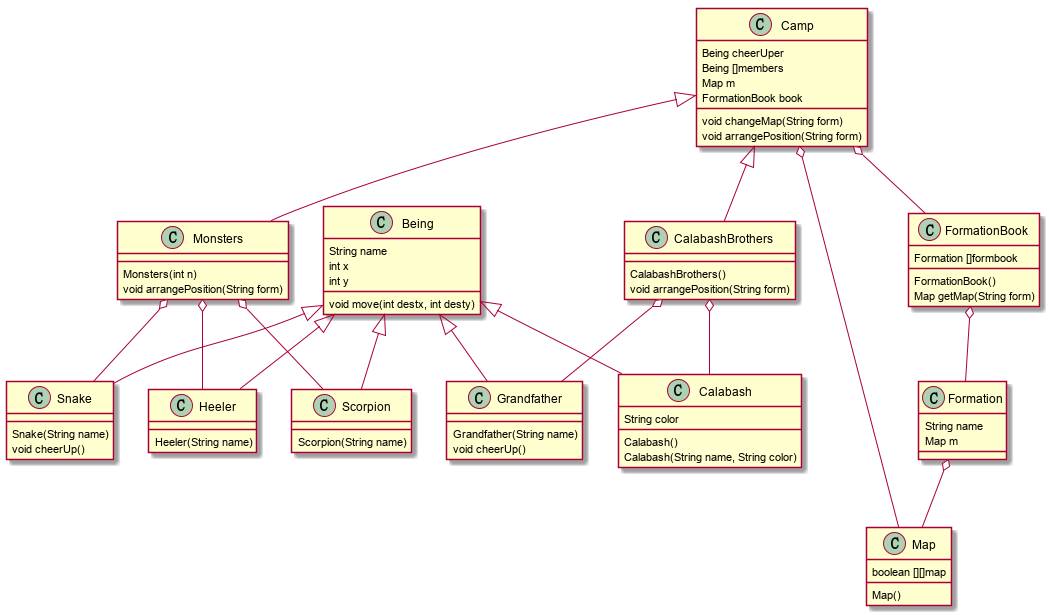 C Camp
Being cheerUper
Being []members
Map m
FormationBook book
void changeMap(String form)
void arrangePosition(String form)
C Monsters
Monsters(int n)
void arrangePosition(String form)
C Being
String name
int x
int y
void move(int destx, int desty)
C CalabashBrothers
CalabashBrothers()
void arrangePosition(String form)
C FormationBook
Formation []formbook
FormationBook()
Map getMap(String form)
C Snake
Snake(String name)
void cheerUp()
C Heeler
Heeler(String name)
C Scorpion
Scorpion(String name)
C Grandfather
Grandfather(String name)
void cheerUp()
C Calabash
String color
Calabash()
Calabash(String name, String color)
C Formation
String name
Map m
C Map
boolean [][]map
Map()